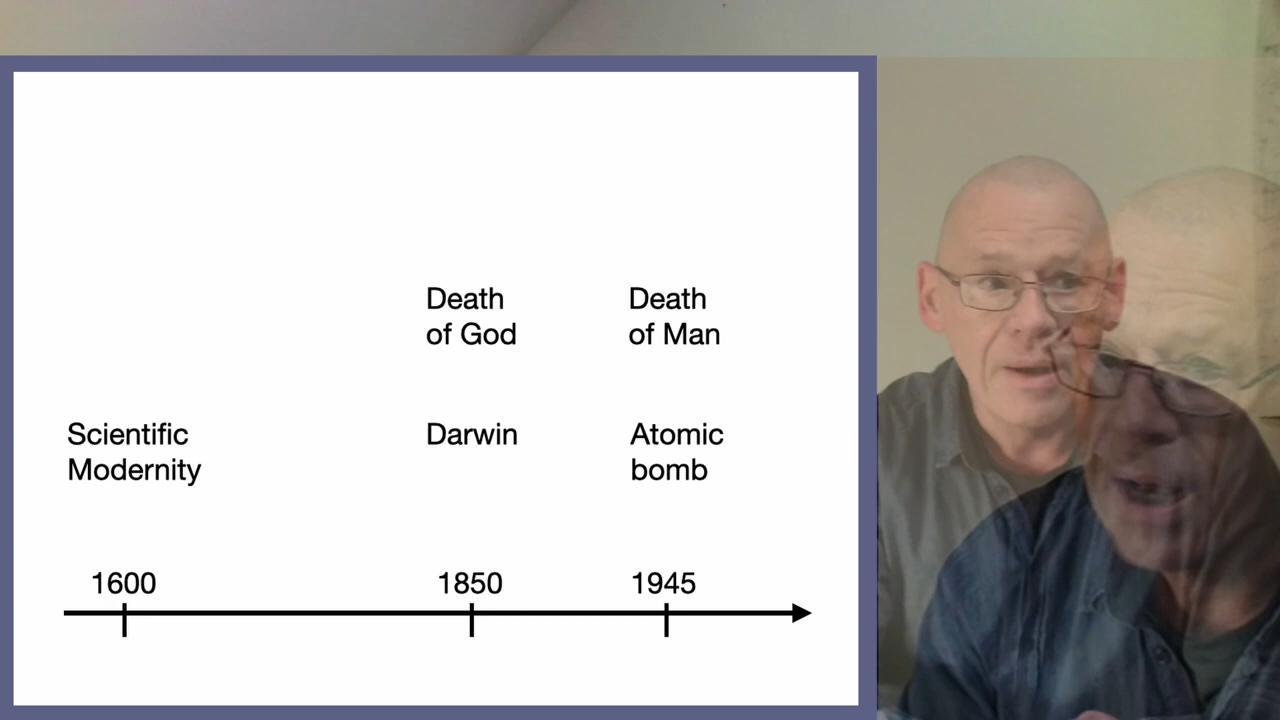 Death
of God
Death
of Man
Scientific
Modernity
Darwin
Atomic
bomb
1600
1850
1945